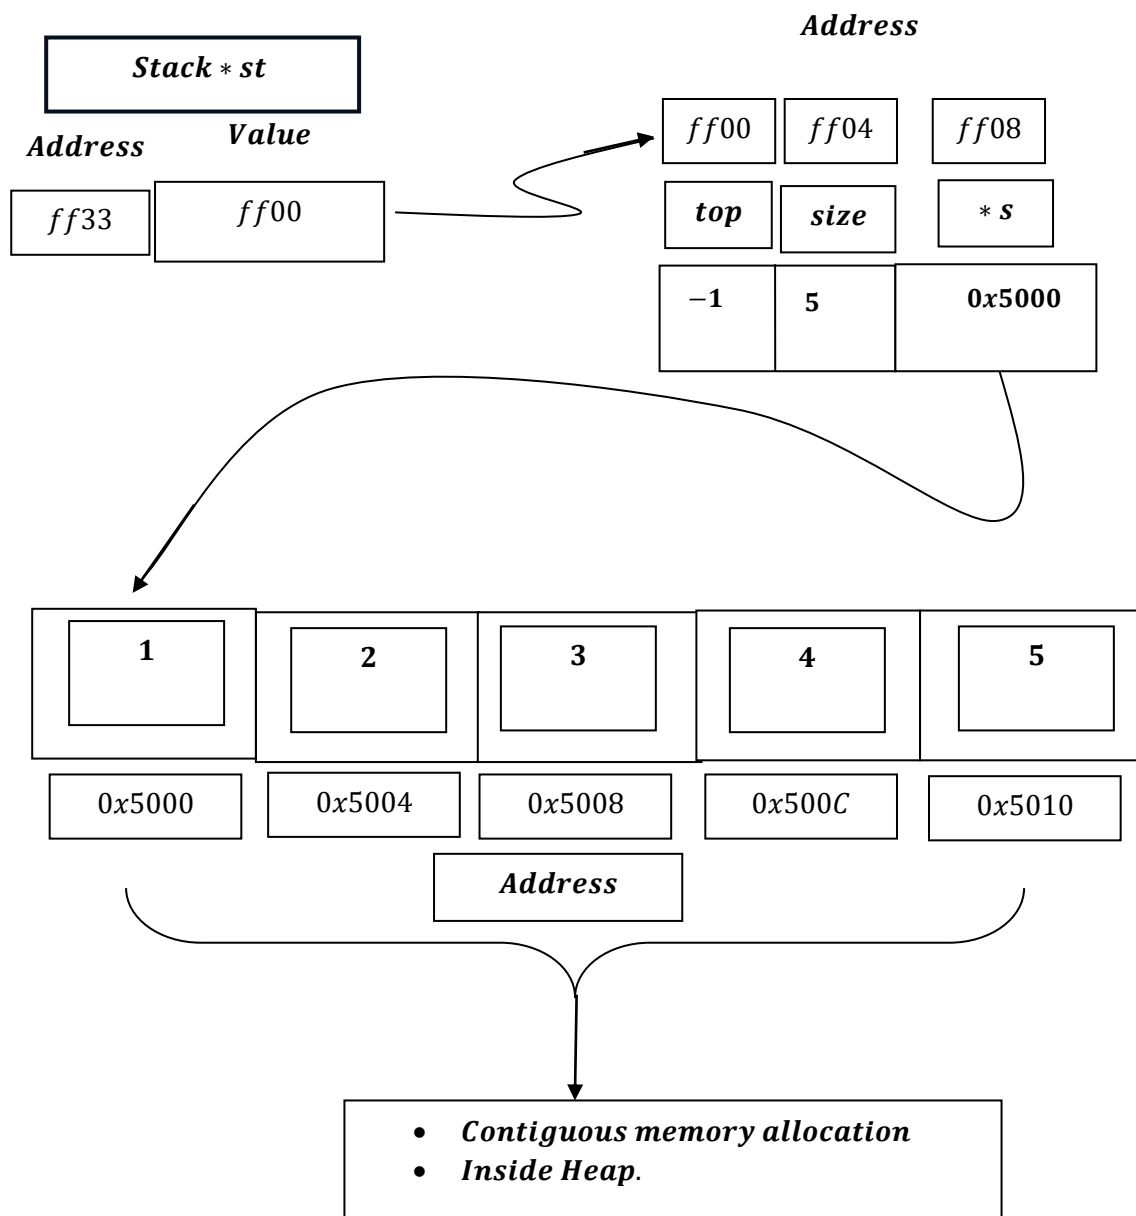 Address
Stack * st
Address Value
ff33 ff00
ff00 ff04 ff08
top size * s
−1 5 0x5000
1 2 3 4 5
0x5000 0x5004 0x5008 0x500C 0x5010
Address
• Contiguous memory allocation
• Inside Heap.